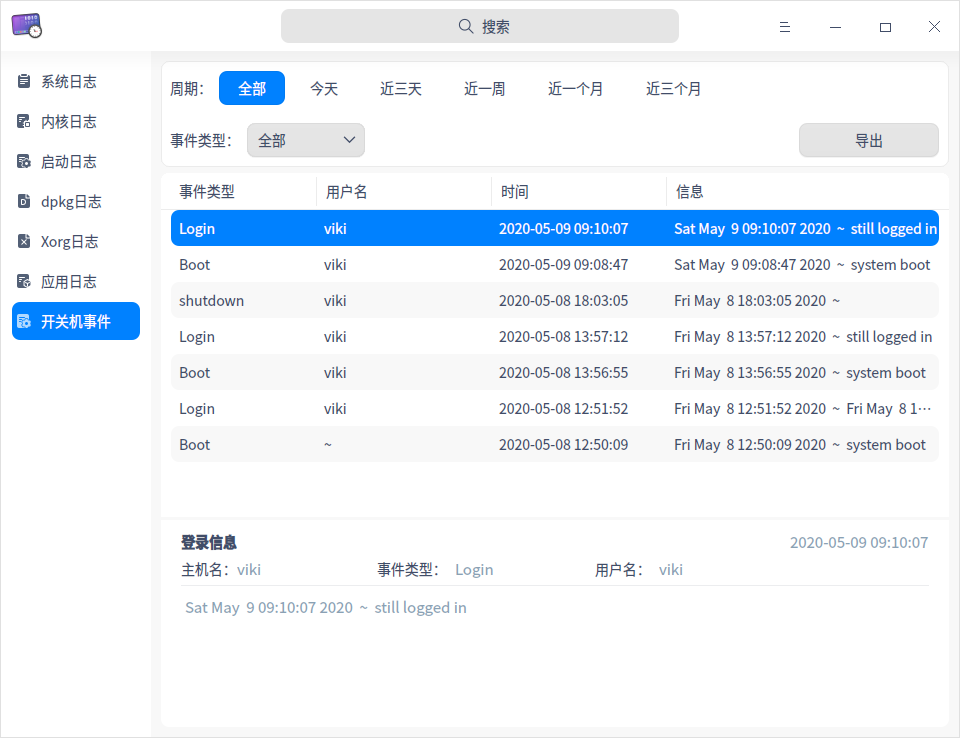 搜索
系统日志
内核日志
启动日志
dpkg日志
Xorg日志
应用日志
开关机事件
周期： 全部 今天 近三天 近一周 近一个月 近三个月
事件类型： 全部 导出
事件类型 用户名 时间 信息
Login viki 2020-05-09 09:10:07 Sat May 9 09:10:07 2020 ~ still logged in
Boot viki 2020-05-09 09:08:47 Sat May 9 09:08:47 2020 ~ system boot
shutdown viki 2020-05-08 18:03:05 Fri May 8 18:03:05 2020 ~
Login viki 2020-05-08 13:57:12 Fri May 8 13:57:12 2020 ~ still logged in
Boot viki 2020-05-08 13:56:55 Fri May 8 13:56:55 2020 ~ system boot
Login viki 2020-05-08 12:51:52 Fri May 8 12:51:52 2020 ~ Fri May 8 1…
Boot ~ 2020-05-08 12:50:09 Fri May 8 12:50:09 2020 ~ system boot
登录信息 2020-05-09 09:10:07
主机名：viki 事件类型： Login 用户名： viki
Sat May 9 09:10:07 2020 ~ still logged in